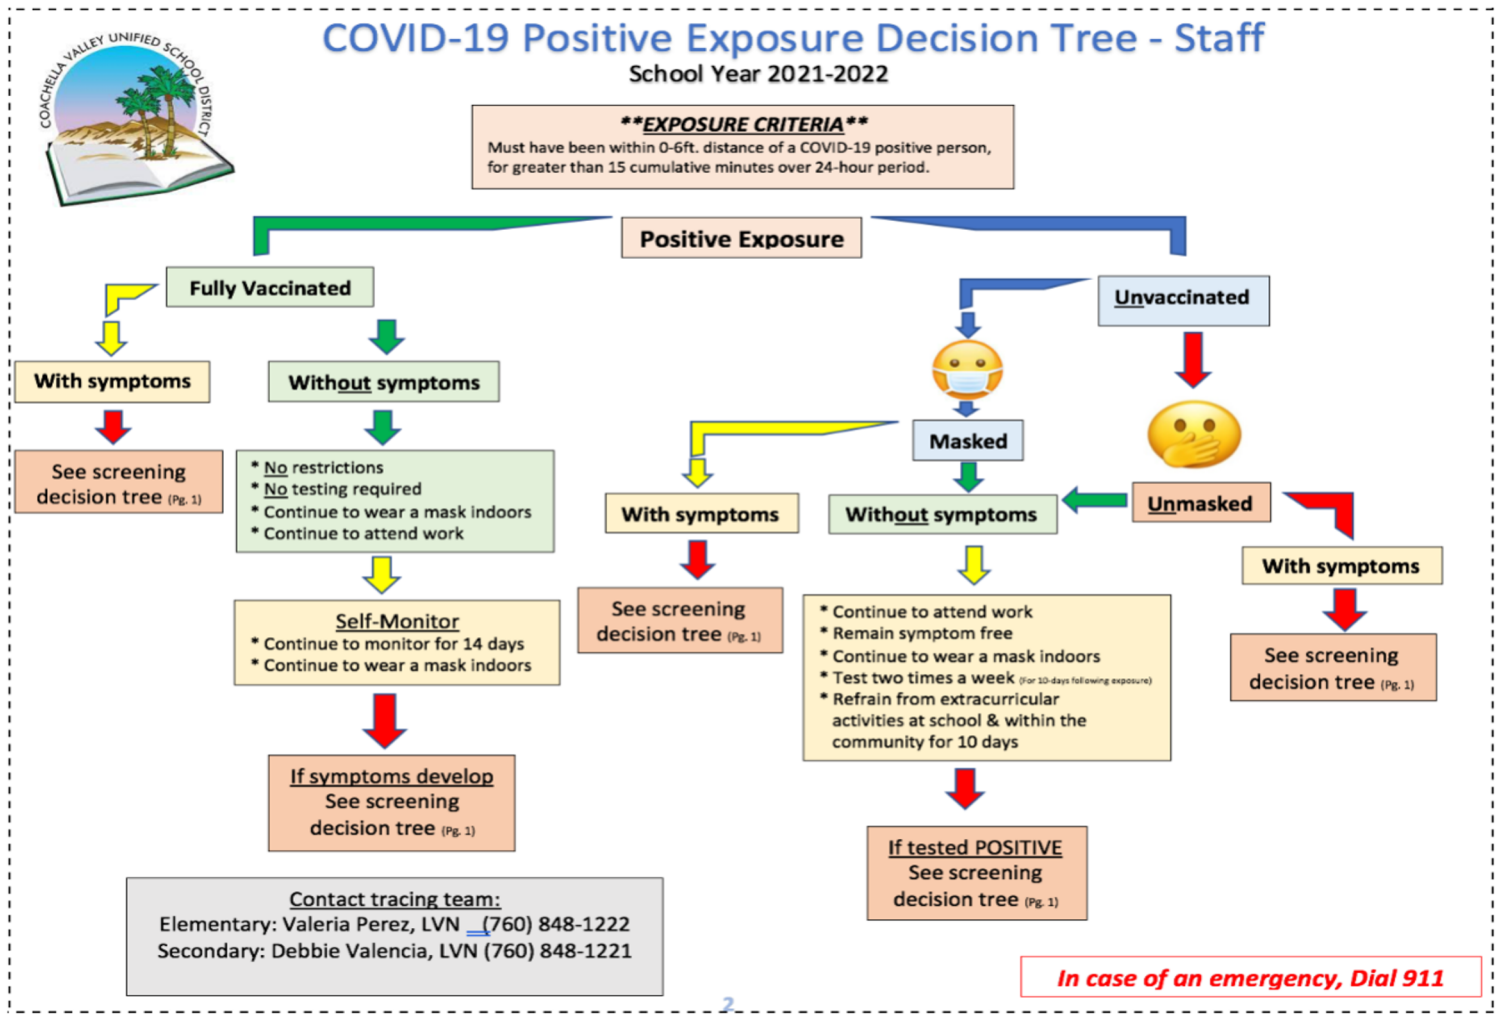 COACHELLA VALLEY UNIFIED SCHOOL DISTRICT
COVID-19 Positive Exposure Decision Tree - Staff
School Year 2021-2022
**EXPOSURE CRITERIA**
Must have been within 0-6ft. distance of a COVID-19 positive person,
for greater than 15 cumulative minutes over 24-hour period.
Positive Exposure
Fully Vaccinated
With symptoms
See screening
decision tree (Pg. 1)
Without symptoms
* No restrictions
* No testing required
* Continue to wear a mask indoors
* Continue to attend work
Self-Monitor
* Continue to monitor for 14 days
* Continue to wear a mask indoors
If symptoms develop
See screening
decision tree (Pg. 1)
Unvaccinated
Masked
With symptoms
See screening
decision tree (Pg. 1)
Without symptoms
* Continue to attend work
* Remain symptom free
* Continue to wear a mask indoors
* Test two times a week (For 10-days following exposure)
* Refrain from extracurricular
activities at school & within the
community for 10 days
If tested POSITIVE
See screening
decision tree (Pg. 1)
Unmasked
With symptoms
See screening
decision tree (Pg. 1)
Contact tracing team:
Elementary: Valeria Perez, LVN (760) 848-1222
Secondary: Debbie Valencia, LVN (760) 848-1221
In case of an emergency, Dial 911
2